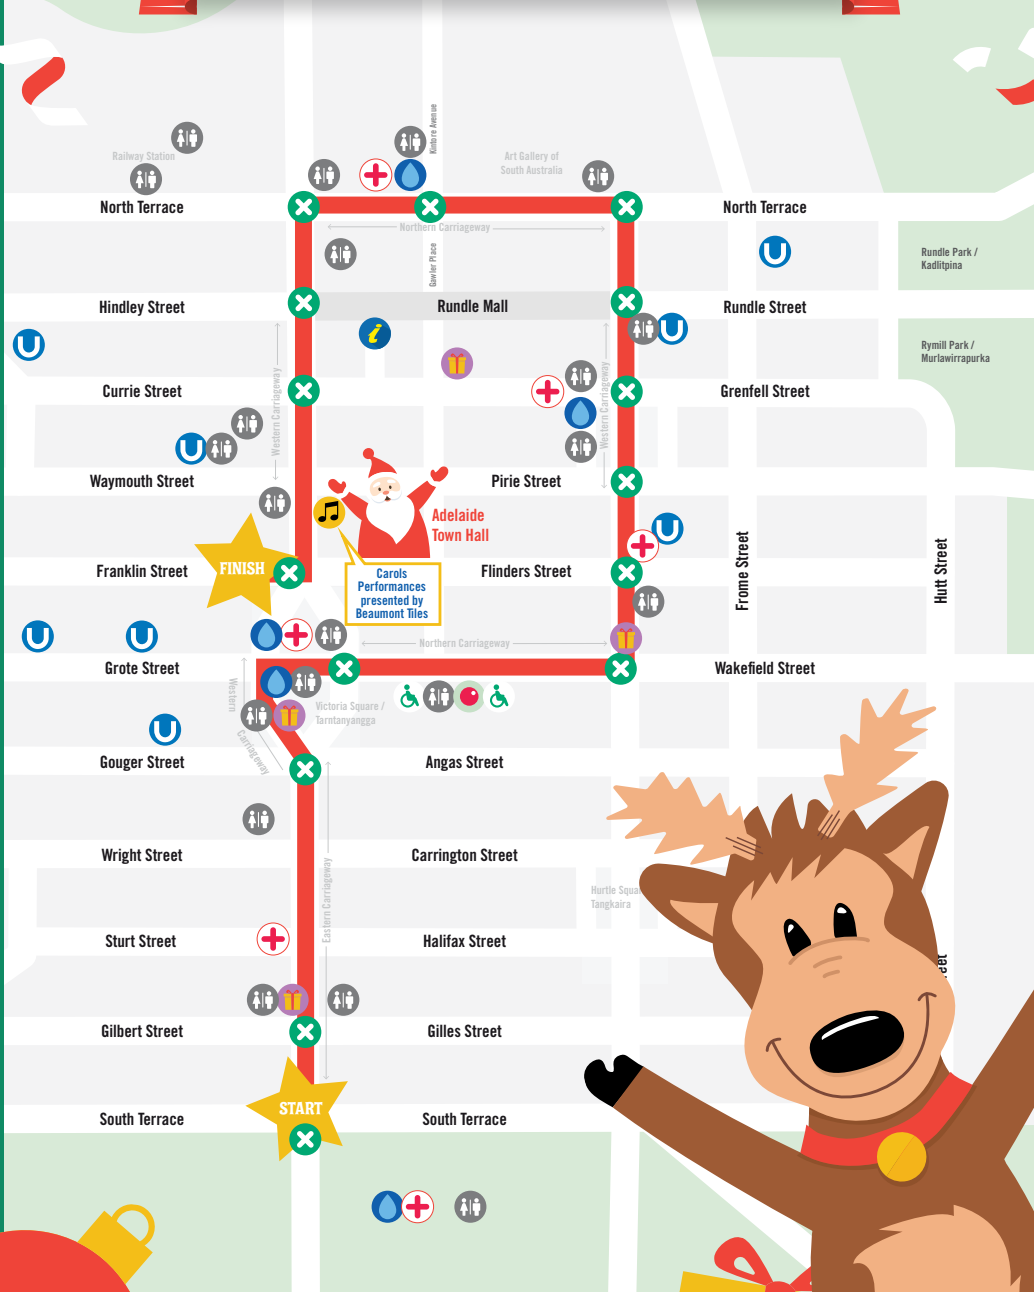 Kintore Avenue
Railway Station
Art Gallery of
South Australia
North Terrace
North Terrace
Northern Carriageway
Gawler Place
Rundle Park /
Kadlitpina
Hindley Street
Rundle Mall
Rundle Street
i
Rymill Park /
Murlawirrapurka
Western Carriageway
Western Carriageway
Currie Street
Grenfell Street
Waymouth Street
Pirie Street
Adelaide
Town Hall
Frome Street
Hutt Street
FINISH
Franklin Street
Flinders Street
Carols
Performances
presented by
Beaumont Tiles
Northern Carriageway
Grote Street
Wakefield Street
Western
Carriageway
Victoria Square /
Tarntanyangga
Gouger Street
Angas Street
Wright Street
Carrington Street
Eastern Carriageway
Hurtle Squa
Tangkaira
Sturt Street
Halifax Street
eet
Gilbert Street
Gilles Street
START
South Terrace
South Terrace